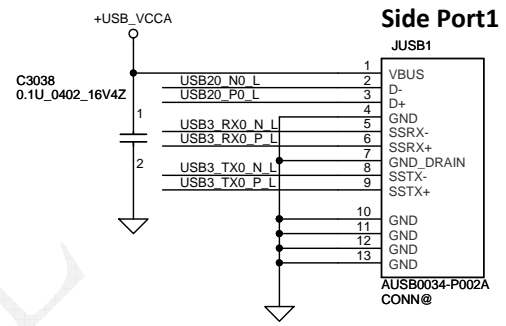 Side Port1
+USB_VCCA
JUSB1
C3038
0.1U_0402_16V4Z
1
2
USB20_N0_L
USB20_P0_L
USB3_RX0_N_L
USB3_RX0_P_L
USB3_TX0_N_L
USB3_TX0_P_L
1 VBUS
2 D-
3 D+
4 GND
5 SSRX-
6 SSRX+
7 GND_DRAIN
8 SSTX-
9 SSTX+
10 GND
11 GND
12 GND
13 GND
AUSB0034-P002A
CONN@